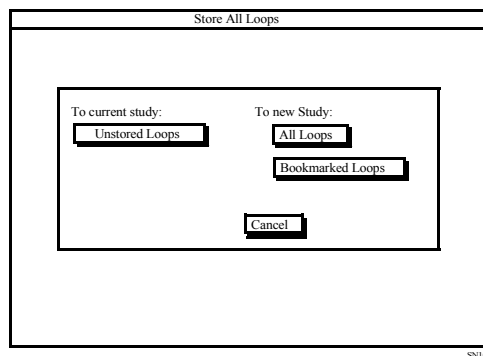 Store All Loops
To current study:
Unstored Loops
To new Study:
All Loops
Bookmarked Loops
Cancel